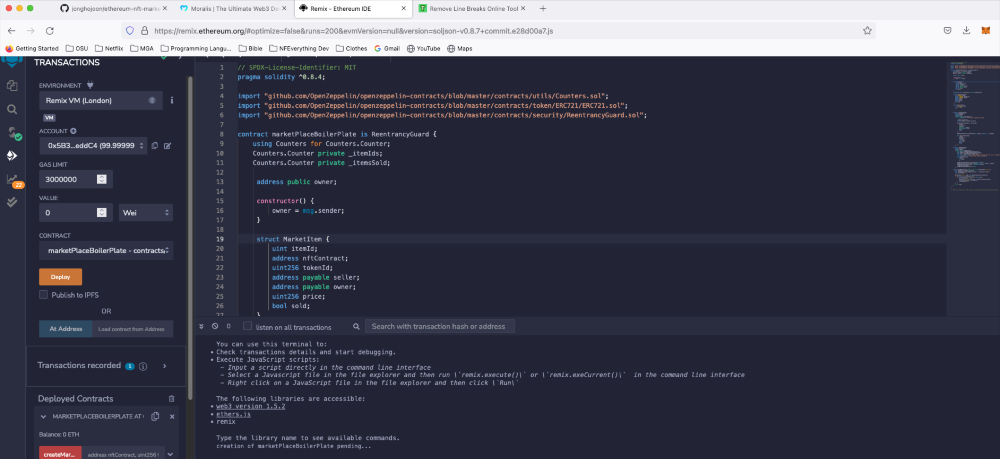 jonghojoon/ethereum-nft-marke
Moralis | The Ultimate Web3 De
Remix - Ethereum IDE
Remove Line Breaks Online Tool
https://remix.ethereum.org/#optimize=false&runs=200&evmVersion=null&version=soljson-v0.8.7+commit.e28d00a7.js
Getting Started
OSU
Netflix
MGA
Programming Langu...
Bible
NFEverything Dev
Clothes
Gmail
YouTube
Maps
TRANSACTIONS
ENVIRONMENT
Remix VM (London)
VM
ACCOUNT
0x5B3...eddC4 (99.99999
GAS LIMIT
3000000
22
VALUE
0
Wei
CONTRACT
marketPlaceBoilerPlate - contracts/
Deploy
Publish to IPFS
OR
At Address
Load contract from Address
Transactions recorded 1
Deployed Contracts
MARKETPLACEBOILERPLATE AT
Balance: 0 ETH
createMar...
address nftContract, uint256 t
1 // SPDX-License-Identifier: MIT
2 pragma solidity ^0.8.4;
3
4 import "github.com/OpenZeppelin/openzeppelin-contracts/blob/master/contracts/utils/Counters.sol";
5 import "github.com/OpenZeppelin/openzeppelin-contracts/blob/master/contracts/token/ERC721/ERC721.sol";
6 import "github.com/OpenZeppelin/openzeppelin-contracts/blob/master/contracts/security/ReentrancyGuard.sol";
7
8 contract marketPlaceBoilerPlate is ReentrancyGuard {
9 using Counters for Counters.Counter;
10 Counters.Counter private _itemIds;
11 Counters.Counter private _itemsSold;
12
13 address public owner;
14
15 constructor() {
16 owner = msg.sender;
17 }
18
19 struct MarketItem {
20 uint itemId;
21 address nftContract;
22 uint256 tokenId;
23 address payable seller;
24 address payable owner;
25 uint256 price;
26 bool sold;
27 }
0
listen on all transactions
Search with transaction hash or address
You can use this terminal to:
• Check transactions details and start debugging.
• Execute JavaScript scripts:
- Input a script directly in the command line interface
- Select a Javascript file in the file explorer and then run \`remix.execute()\` or \`remix.exeCurrent()\` in the command line interface
- Right click on a JavaScript file in the file explorer and then click \`Run\`
The following libraries are accessible:
• web3 version 1.5.2
• ethers.js
• remix
Type the library name to see available commands.
creation of marketPlaceBoilerPlate pending...